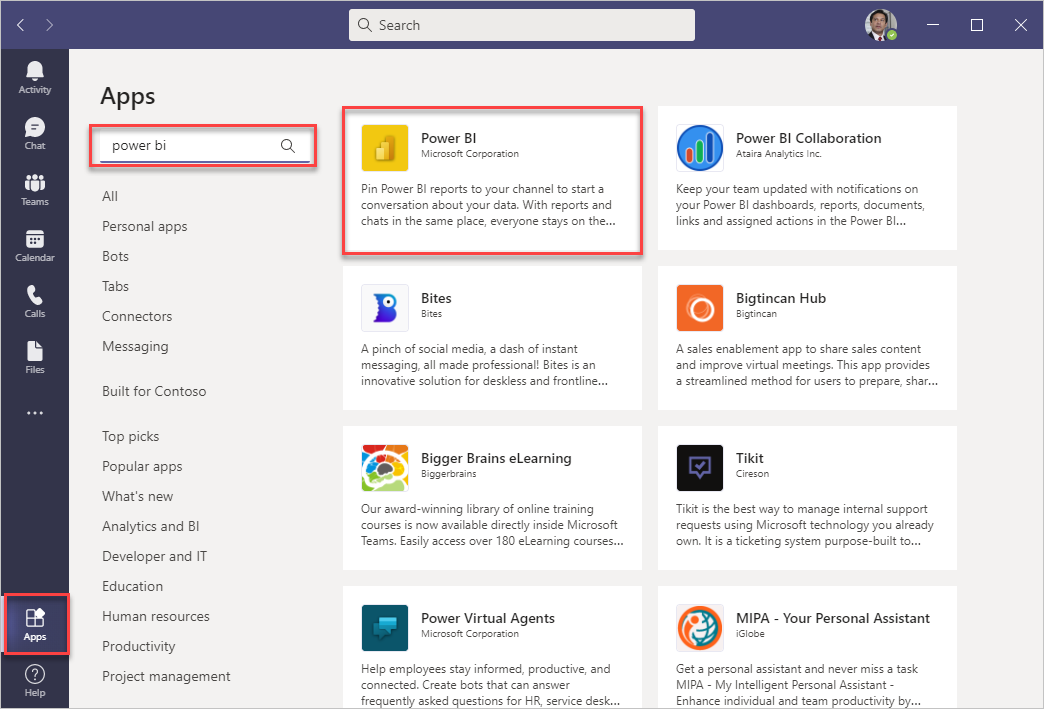 Search
Activity
Chat
Teams
Calendar
Calls
Files
Apps
Help
Apps
power bi
All
Personal apps
Bots
Tabs
Connectors
Messaging
Built for Contoso
Top picks
Popular apps
What's new
Analytics and BI
Developer and IT
Education
Human resources
Productivity
Project management
Power BI
Microsoft Corporation
Pin Power BI reports to your channel to start a
conversation about your data. With reports and
chats in the same place, everyone stays on the...
Power BI Collaboration
Ataira Analytics Inc.
Keep your team updated with notifications on
your Power BI dashboards, reports, documents,
links and assigned actions in the Power BI...
Bites
Bites
A pinch of social media, a dash of instant
messaging, all made professional! Bites is an
innovative solution for deskless and frontline...
Bigtincan Hub
Bigtincan
A sales enablement app to share sales content
and improve virtual meetings. This app provides
a streamlined method for users to prepare, shar...
Bigger Brains eLearning
Biggerbrains
Our award-winning library of online training
courses is now available directly inside Microsoft
Teams. Easily access over 180 eLearning courses...
Tikit
Cireson
Tikit is the best way to manage internal support
requests using Microsoft technology you already
own. It is a ticketing system purpose-built to...
Power Virtual Agents
Microsoft Corporation
Help employees stay informed, productive, and
connected. Create bots that can answer
frequently asked questions for HR, service desk...
MIPA - Your Personal Assistant
iGlobe
Get a personal assistant and never miss a task
MIPA - My Intelligent Personal Assistant -
Enhance individual and team productivity by...